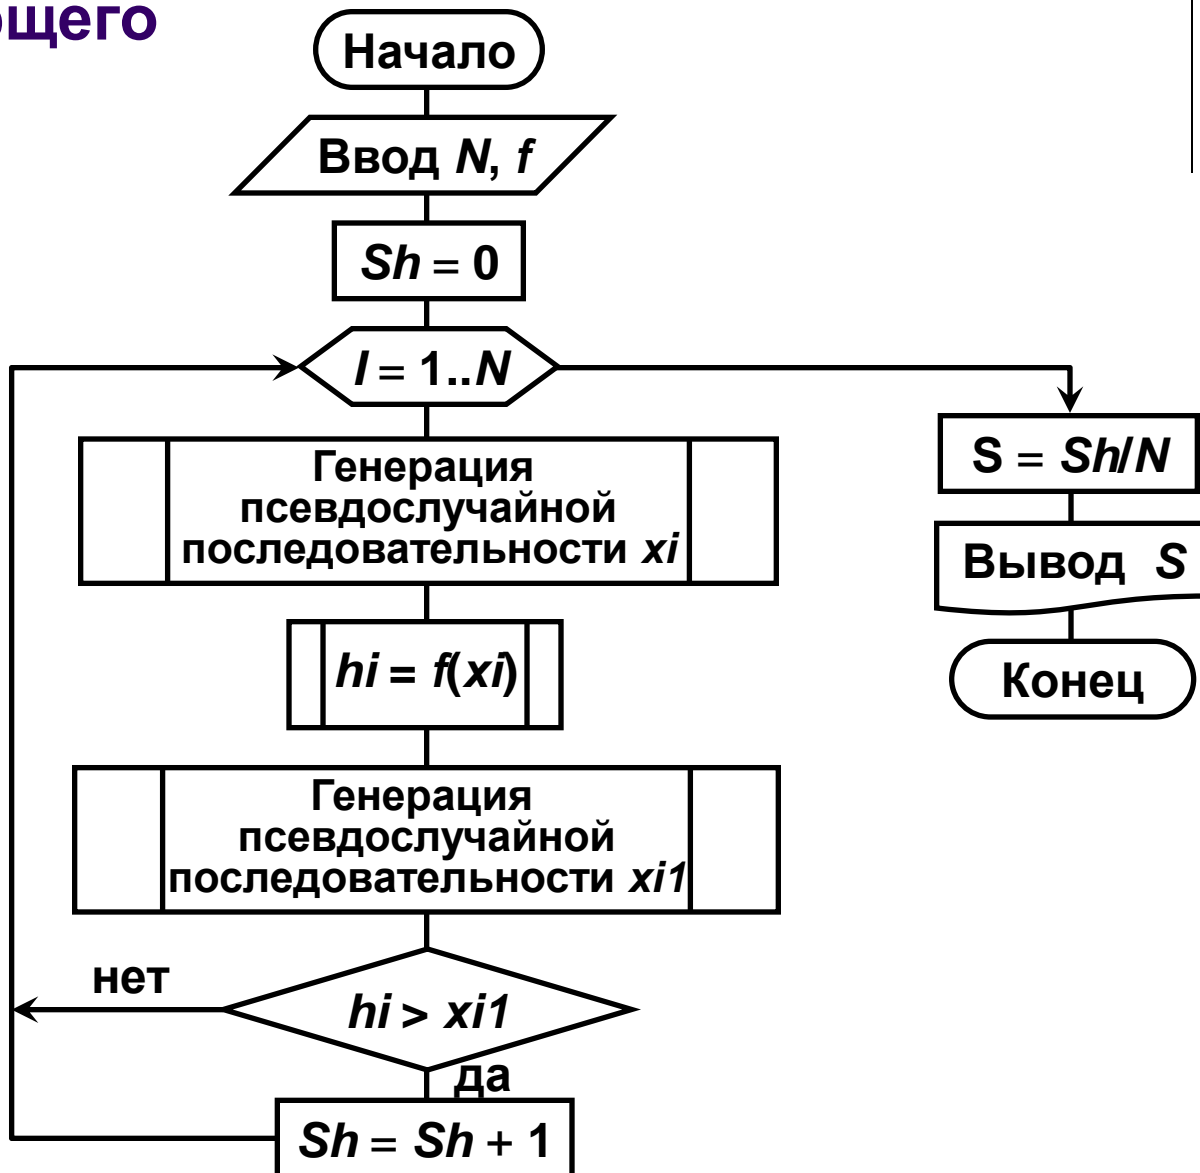 Начало
Ввод N, f
Sh = 0
I = 1..N
Генерация
псевдослучайной
последовательности xi
hi = f(xi)
Генерация
псевдослучайной
последовательности xi1
нет
hi > xi1
да
Sh = Sh + 1
S = Sh/N
Вывод S
Конец